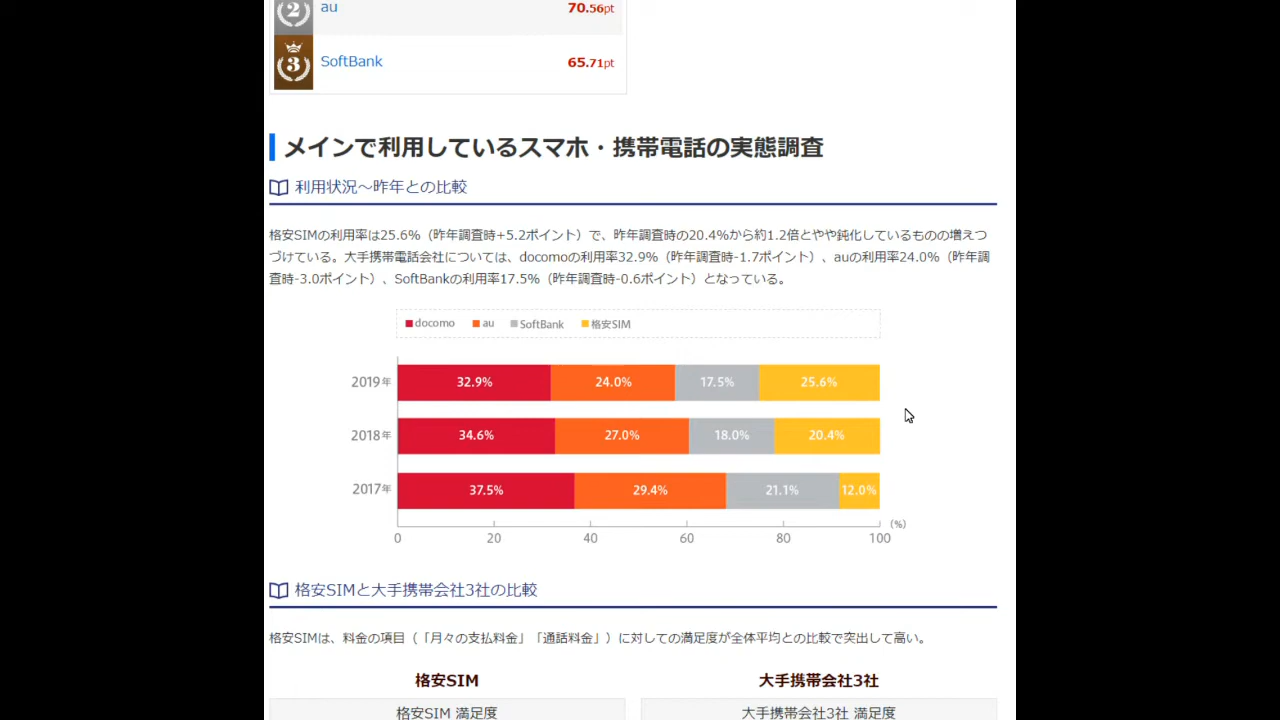 2 au 70.56pt
3 SoftBank 65.71pt
メインで利用しているスマホ・携帯電話の実態調査
利用状況～昨年との比較
格安SIMの利用率は25.6%（昨年調査時+5.2ポイント）で、昨年調査時の20.4%から約1.2倍とやや鈍化しているものの増えつ
づけている。大手携帯電話会社については、docomoの利用率32.9%（昨年調査時-1.7ポイント）、auの利用率24.0%（昨年調
査時-3.0ポイント）、SoftBankの利用率17.5%（昨年調査時-0.6ポイント）となっている。
docomo au SoftBank 格安SIM
2019年 32.9% 24.0% 17.5% 25.6%
2018年 34.6% 27.0% 18.0% 20.4%
2017年 37.5% 29.4% 21.1% 12.0%
(%)
0 20 40 60 80 100
格安SIMと大手携帯会社3社の比較
格安SIMは、料金の項目（「月々の支払料金」「通話料金」）に対しての満足度が全体平均との比較で突出して高い。
格安SIM 大手携帯会社3社
格安SIM 満足度 大手携帯会社3社 満足度